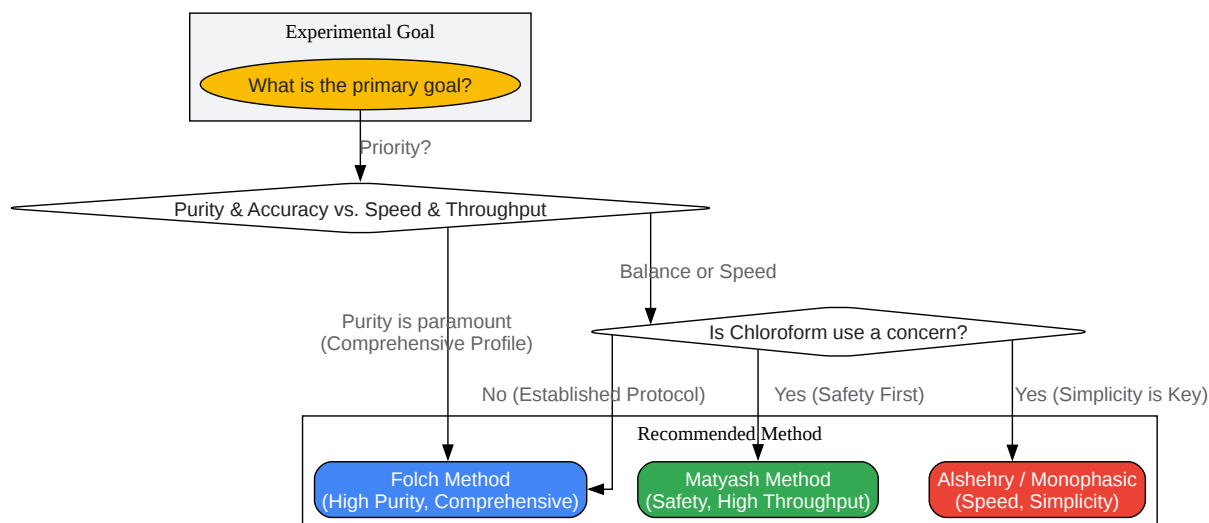 Experimental Goal
What is the primary goal?
Priority?
Purity & Accuracy vs. Speed & Throughput
Balance or Speed
Purity is paramount
(Comprehensive Profile)
Is Chloroform use a concern?
No (Established Protocol)
Yes (Safety First)
Yes (Simplicity is Key)
Recommended Method
Folch Method
(High Purity, Comprehensive)
Matyash Method
(Safety, High Throughput)
Alshehry / Monophasic
(Speed, Simplicity)